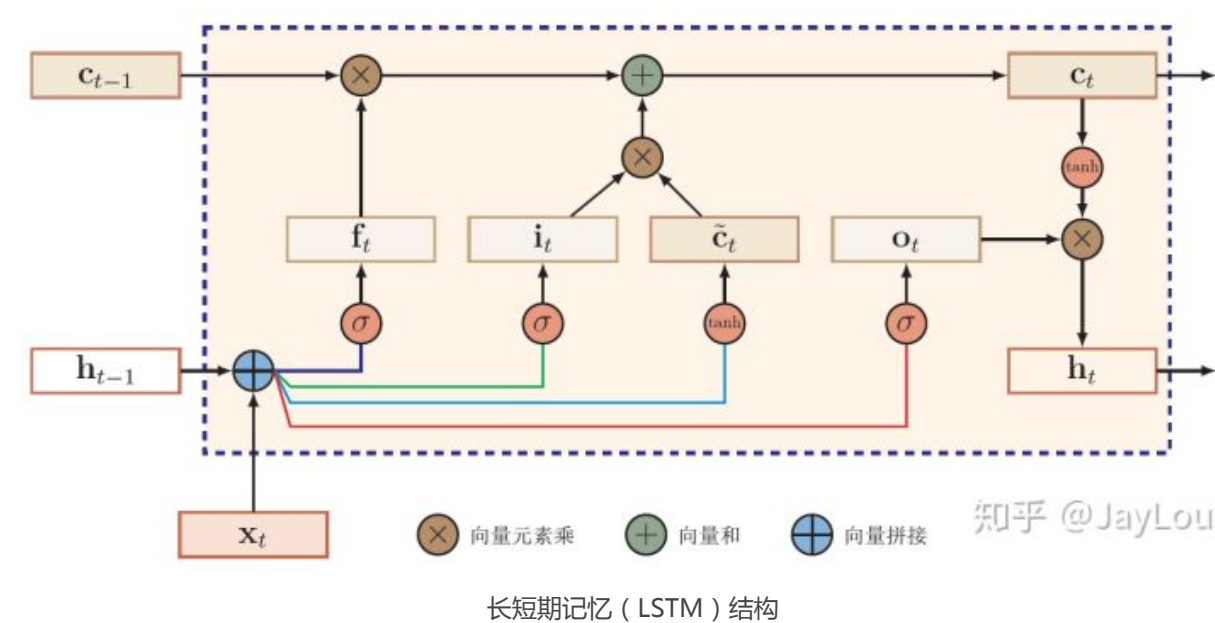 c_{t-1}
×
+
c_t
tanh
×
f_t
i_t
c̃_t
o_t
×
σ
σ
tanh
σ
h_{t-1}
h_t
x_t
× 向量元素乘
+ 向量和
向量拼接
知乎 @JayLou
长短期记忆（LSTM）结构